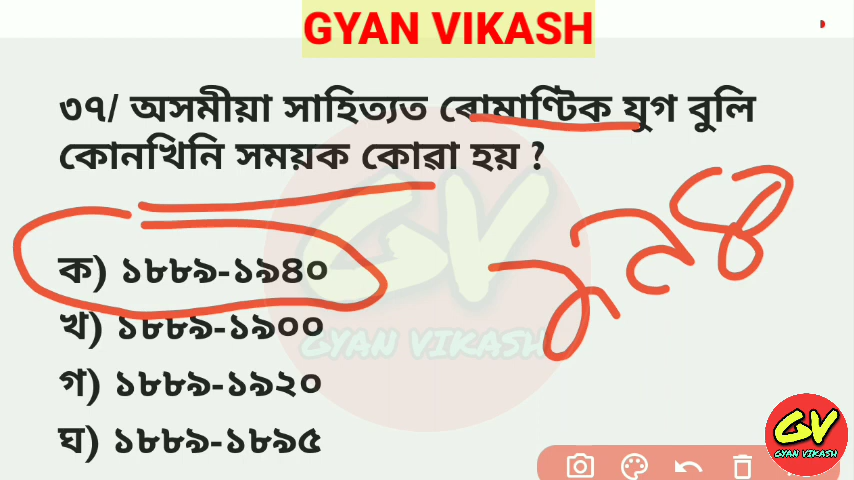 GYAN VIKASH
৩৭/ অসমীয়া সাহিত্যত ৰোমাণ্টিক যুগ বুলি
কোনখিনি সময়ক কোৱা হয় ?
ক) ১৮৮৯-১৯৪০
খ) ১৮৮৯-১৯০০
গ) ১৮৮৯-১৯২০
ঘ) ১৮৮৯-১৮৯৫
GV
GYAN VIKASH
GV
GYAN VIKASH